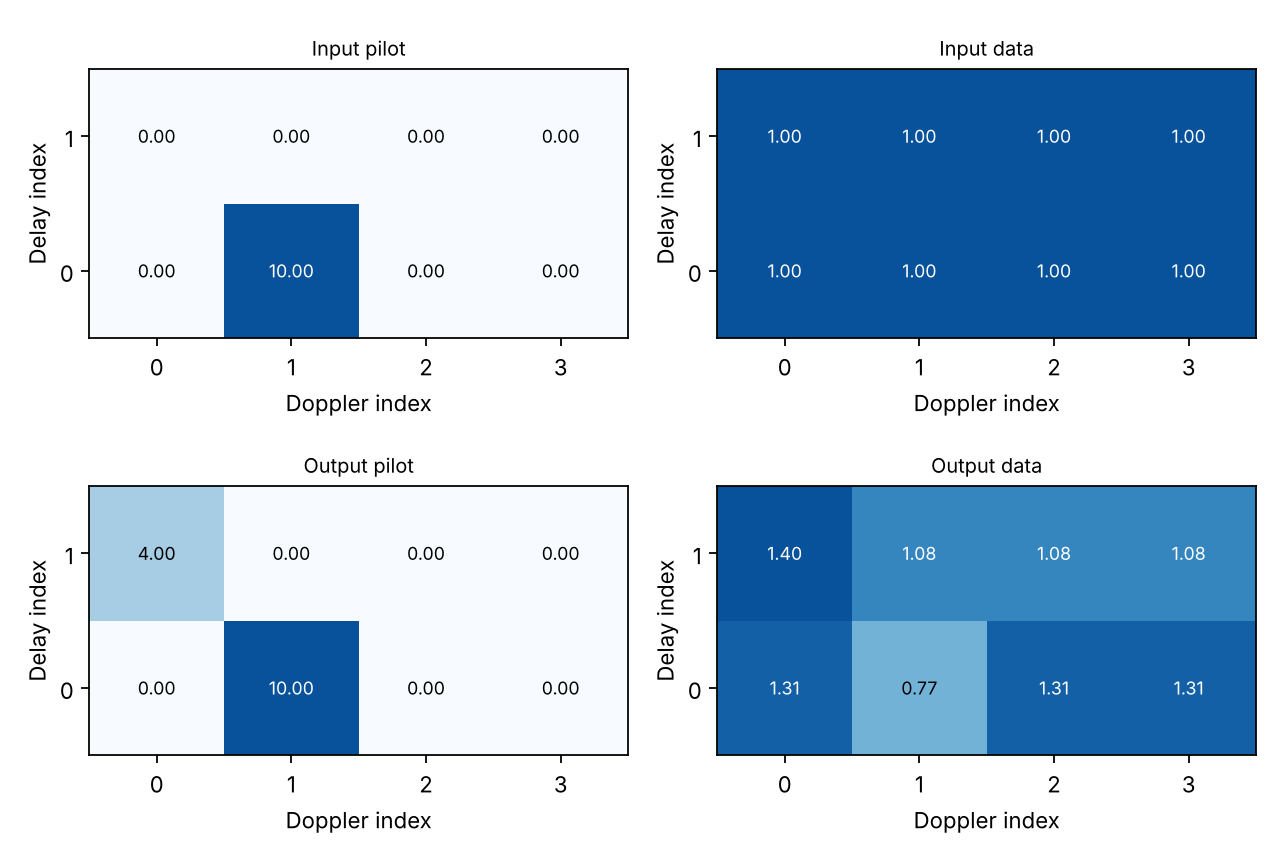 Input pilot
Input data
Delay index
1
0.00 0.00 0.00 0.00
0
0.00 10.00 0.00 0.00
0 1 2 3
Doppler index
Delay index
1
1.00 1.00 1.00 1.00
0
1.00 1.00 1.00 1.00
0 1 2 3
Doppler index
Output pilot
Output data
Delay index
1
4.00 0.00 0.00 0.00
0
0.00 10.00 0.00 0.00
0 1 2 3
Doppler index
Delay index
1
1.40 1.08 1.08 1.08
0
1.31 0.77 1.31 1.31
0 1 2 3
Doppler index